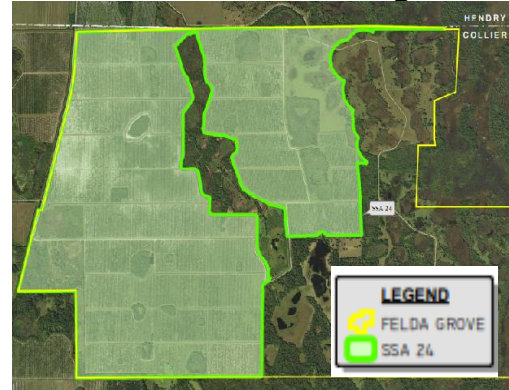 HENDRY
COLLIER
SSA 24
LEGEND
FELDA GROVE
SSA 24